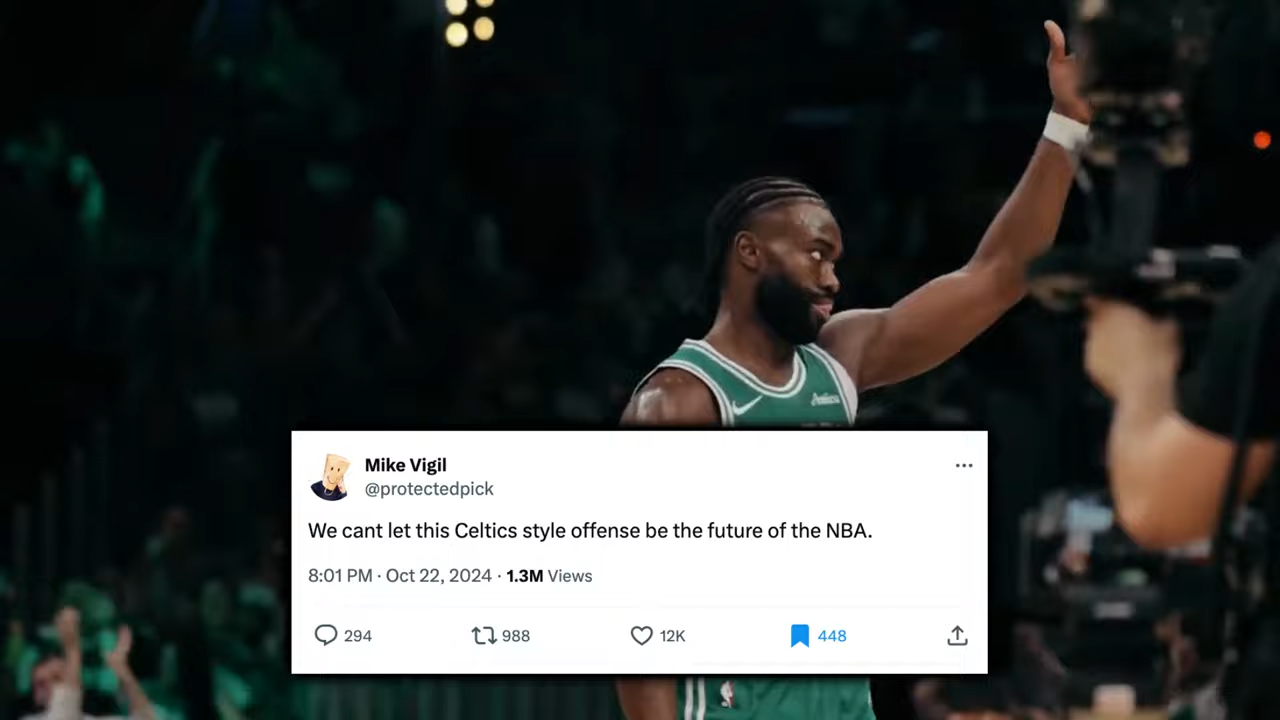 Mike Vigil
@protectedpick
We cant let this Celtics style offense be the future of the NBA.
8:01 PM · Oct 22, 2024 · 1.3M Views
294 988 12K 448